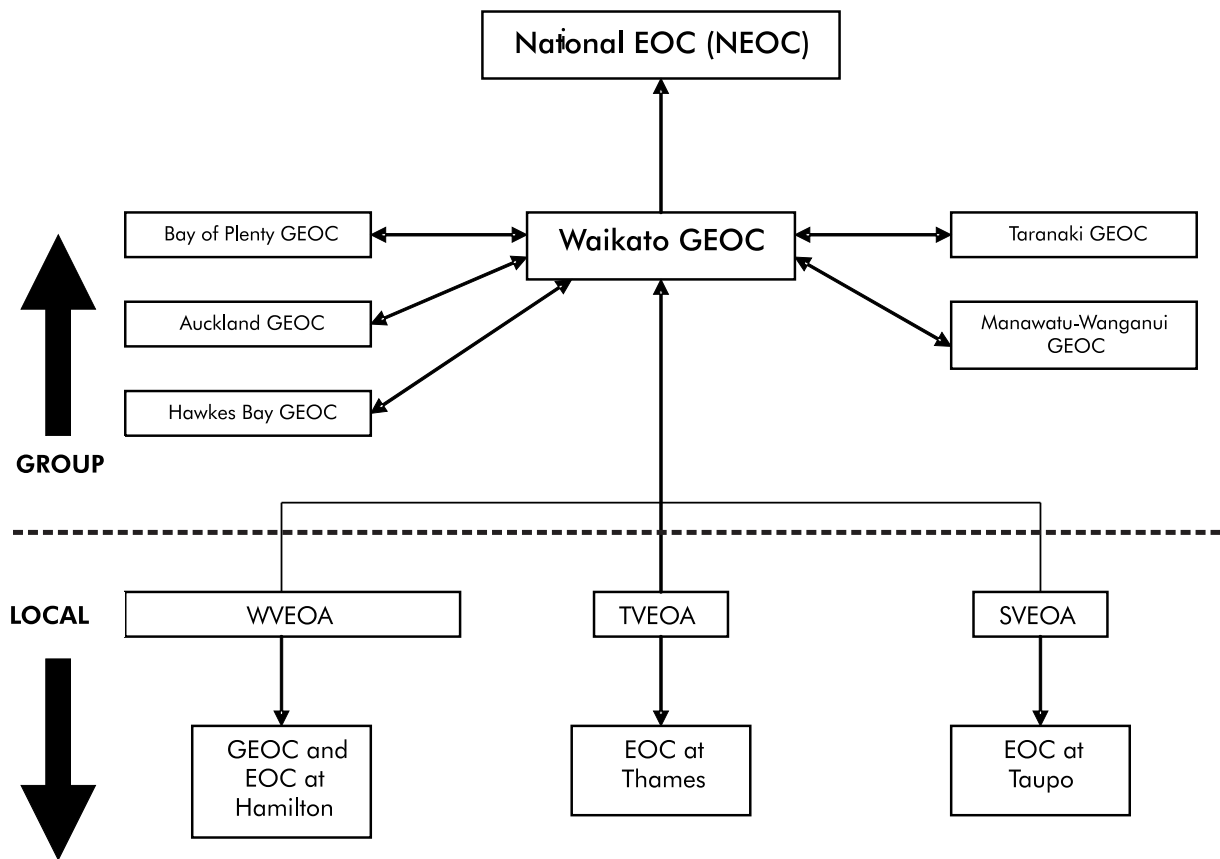 National EOC (NEOC)
Bay of Plenty GEOC
Waikato GEOC
Taranaki GEOC
Auckland GEOC
Manawatu-Wanganui
GEOC
Hawkes Bay GEOC
GROUP
LOCAL
WVEOA
TVEOA
SVEOA
GEOC and
EOC at
Hamilton
EOC at
Thames
EOC at
Taupo